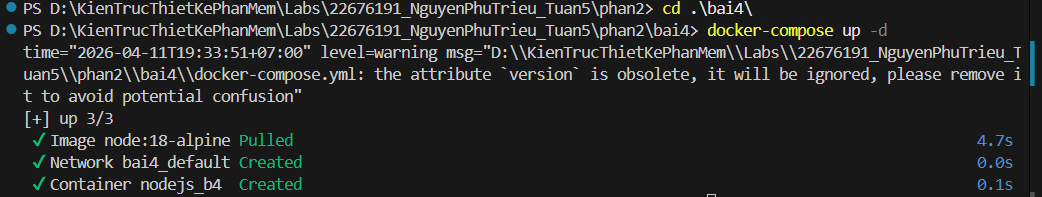 PS D:\KienTrucThietKePhanMem\Labs\22676191_NguyenPhuTrieu_Tuan5\phan2> cd .\bai4\
PS D:\KienTrucThietKePhanMem\Labs\22676191_NguyenPhuTrieu_Tuan5\phan2\bai4> docker-compose up -d
time="2026-04-11T19:33:51+07:00" level=warning msg="D:\\KienTrucThietKePhanMem\\Labs\\22676191_NguyenPhuTrieu_T
uan5\\phan2\\bai4\\docker-compose.yml: the attribute `version` is obsolete, it will be ignored, please remove i
t to avoid potential confusion"
[+] up 3/3
✓ Image node:18-alpine Pulled 4.7s
✓ Network bai4_default Created 0.0s
✓ Container nodejs_b4 Created 0.1s